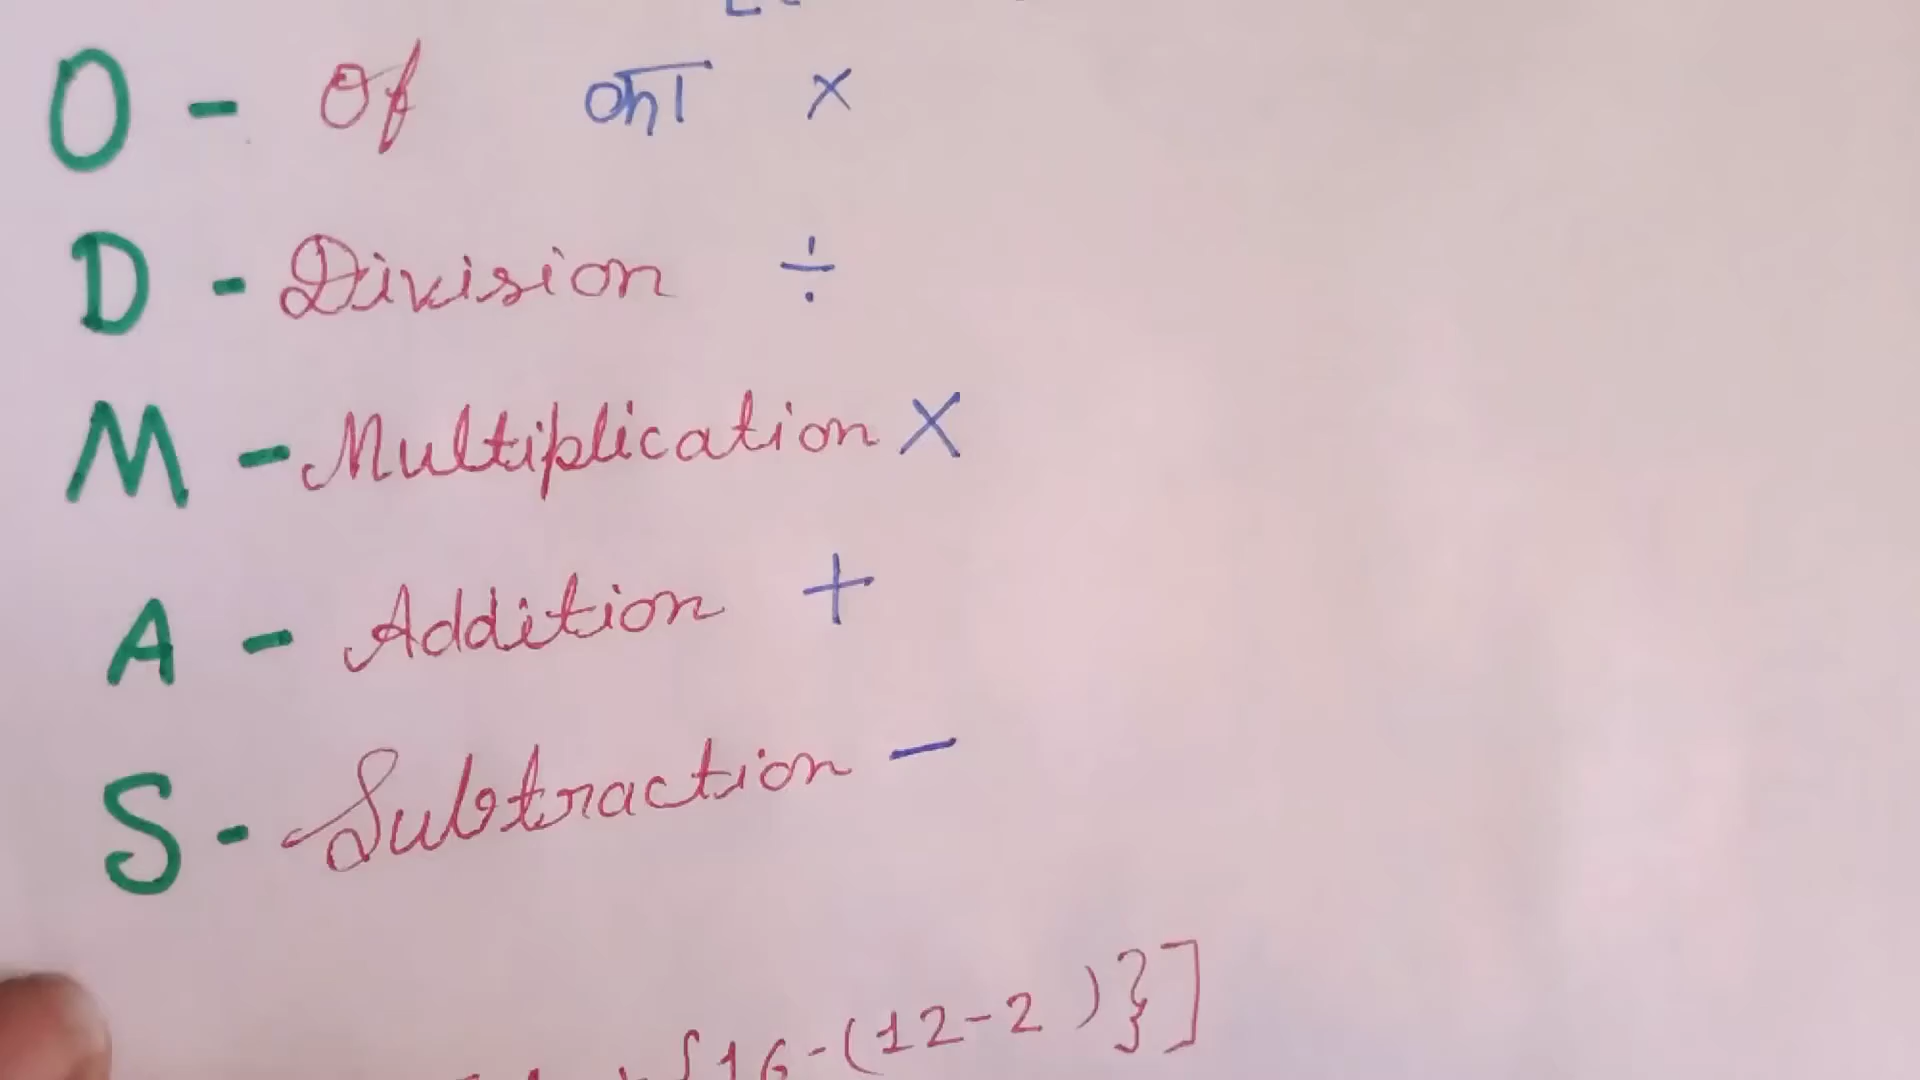 O - Of का ×
D - Division ÷
M - Multiplication ×
A - Addition +
S - Subtraction -
{16-(12-2)}]